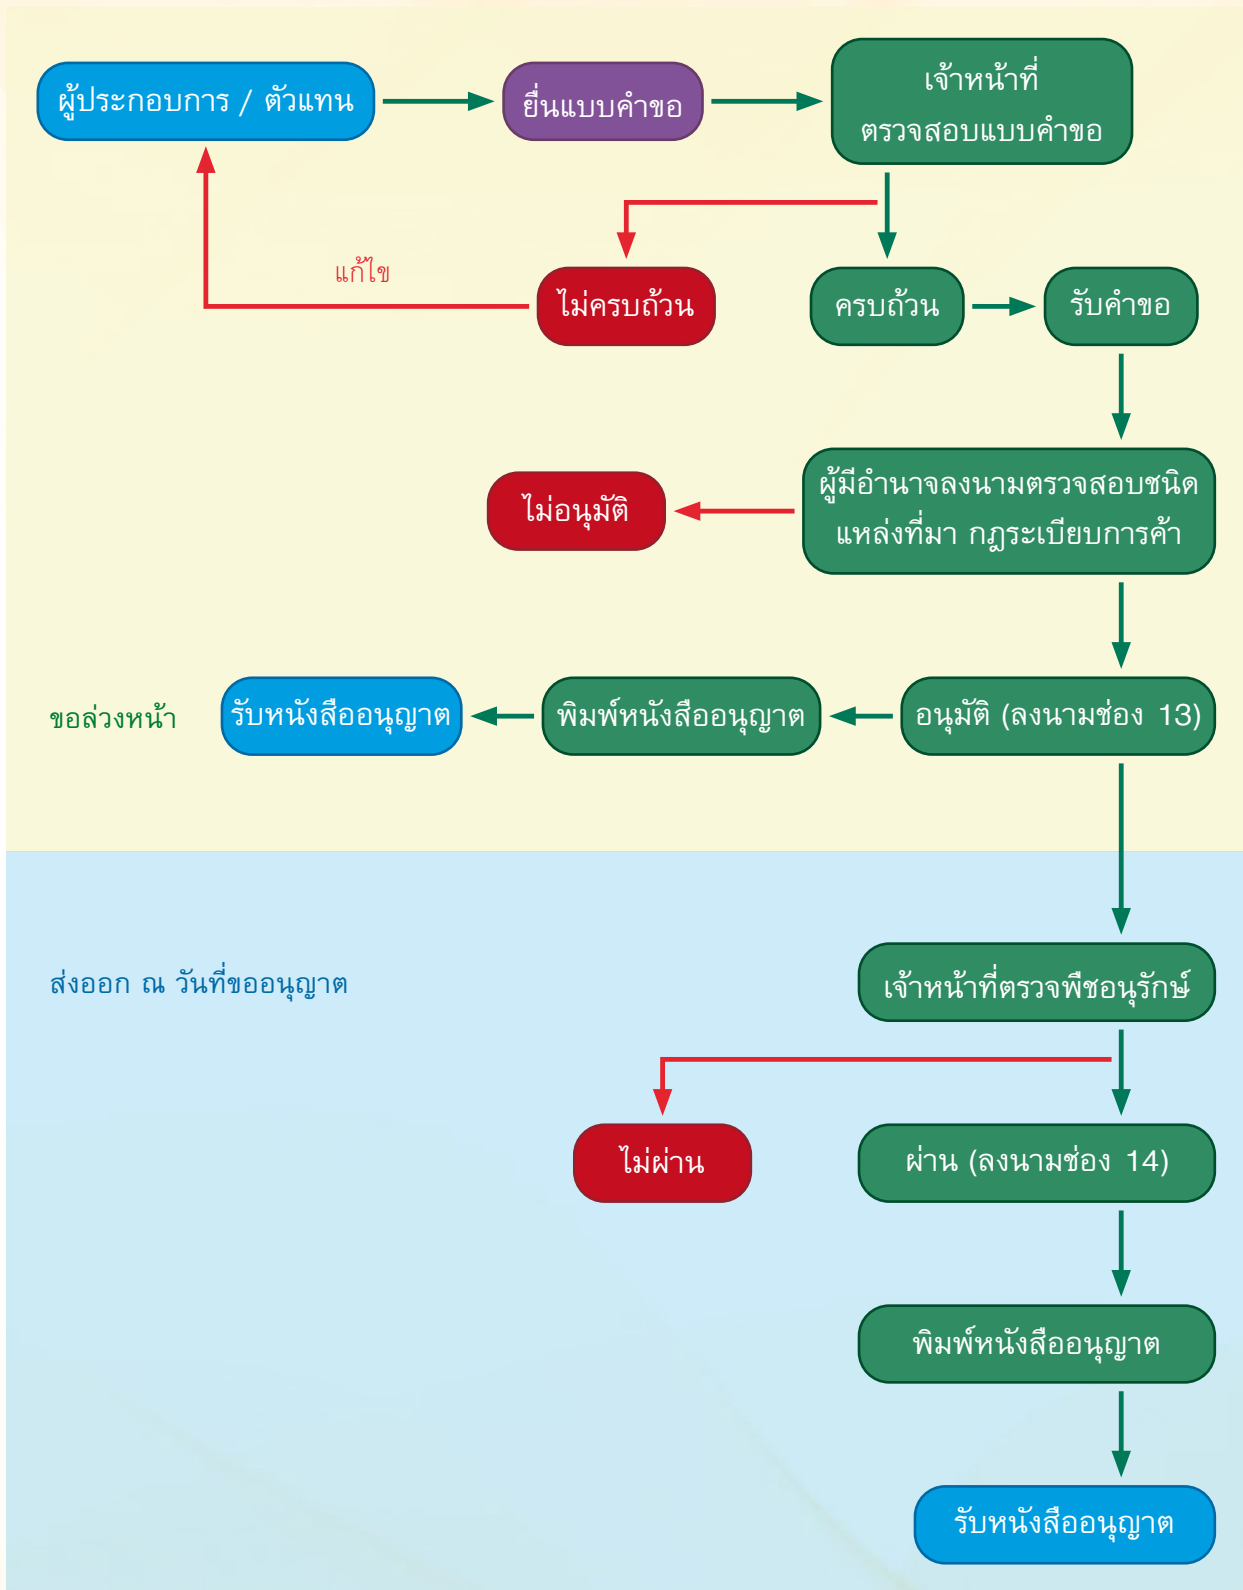 ผู้ประกอบการ / ตัวแทน
ยื่นแบบคำขอ
เจ้าหน้าที่
ตรวจสอบแบบคำขอ
แก้ไข
ไม่ครบถ้วน
ครบถ้วน
รับคำขอ
ไม่อนุมัติ
ผู้มีอำนาจลงนามตรวจสอบชนิด
แหล่งที่มา กฎระเบียบการค้า
ขอล่วงหน้า
รับหนังสืออนุญาต
พิมพ์หนังสืออนุญาต
อนุมัติ (ลงนามช่อง 13)
ส่งออก ณ วันที่ขออนุญาต
เจ้าหน้าที่ตรวจพืชอนุรักษ์
ไม่ผ่าน
ผ่าน (ลงนามช่อง 14)
พิมพ์หนังสืออนุญาต
รับหนังสืออนุญาต